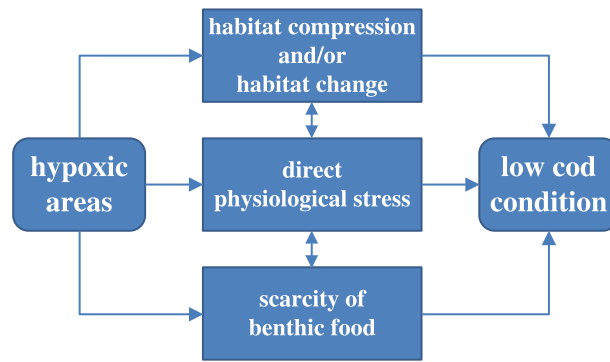 habitat compression
and/or
habitat change
hypoxic
areas
direct
physiological stress
low cod
condition
scarcity of
benthic food